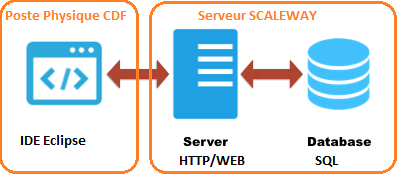 Poste Physique CDF
Serveur SCALEWAY
</>
IDE Eclipse
Server
HTTP/WEB
Database
SQL